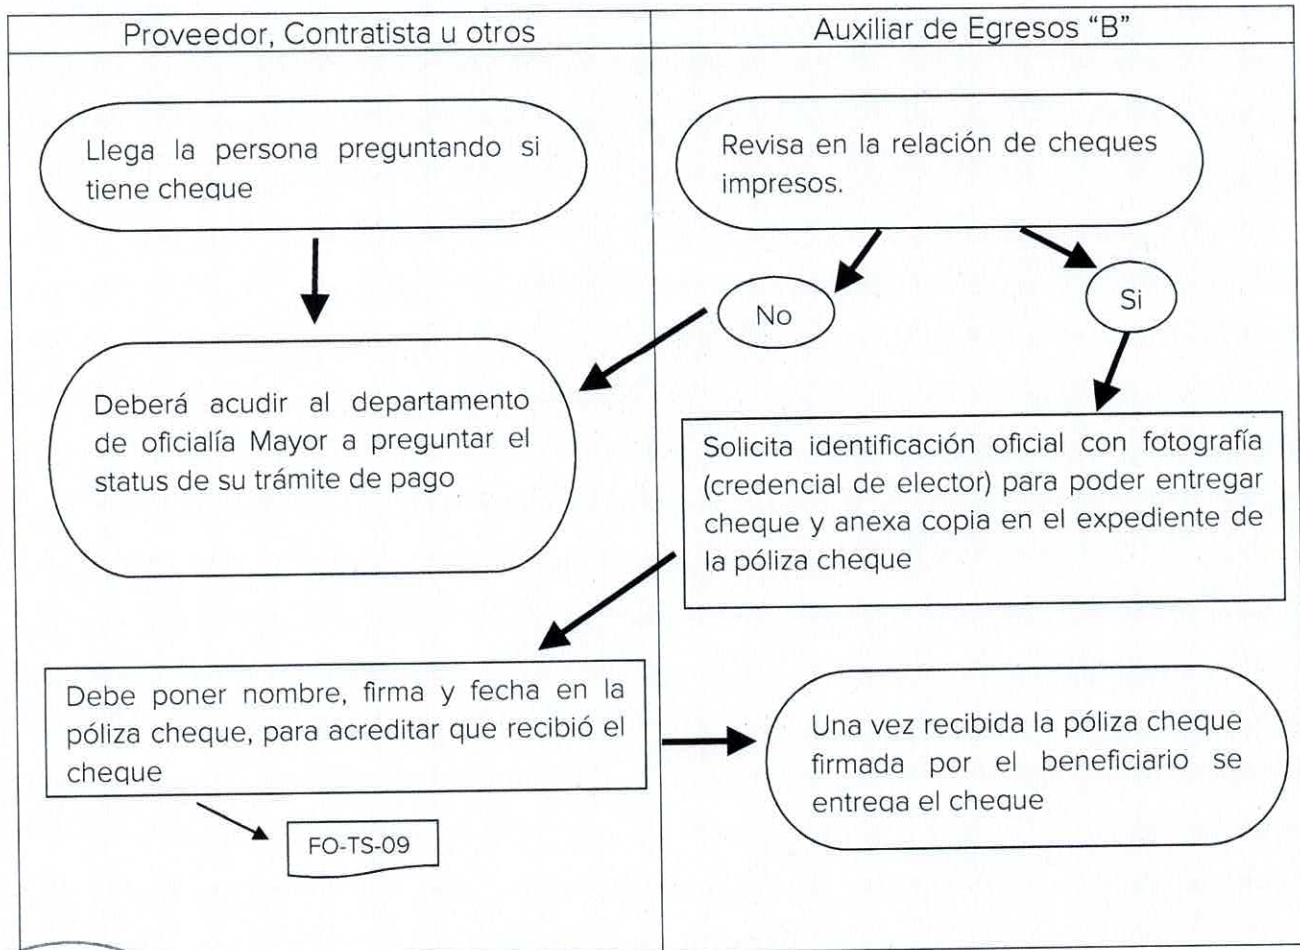 Proveedor, Contratista u otros
Auxiliar de Egresos “B”
Llega la persona preguntando si
tiene cheque
Revisa en la relación de cheques
impresos.
No
Si
Deberá acudir al departamento
de oficialía Mayor a preguntar el
status de su trámite de pago
Solicita identificación oficial con fotografía
(credencial de elector) para poder entregar
cheque y anexa copia en el expediente de
la póliza cheque
Debe poner nombre, firma y fecha en la
póliza cheque, para acreditar que recibió el
cheque
FO-TS-09
Una vez recibida la póliza cheque
firmada por el beneficiario se
entrega el cheque